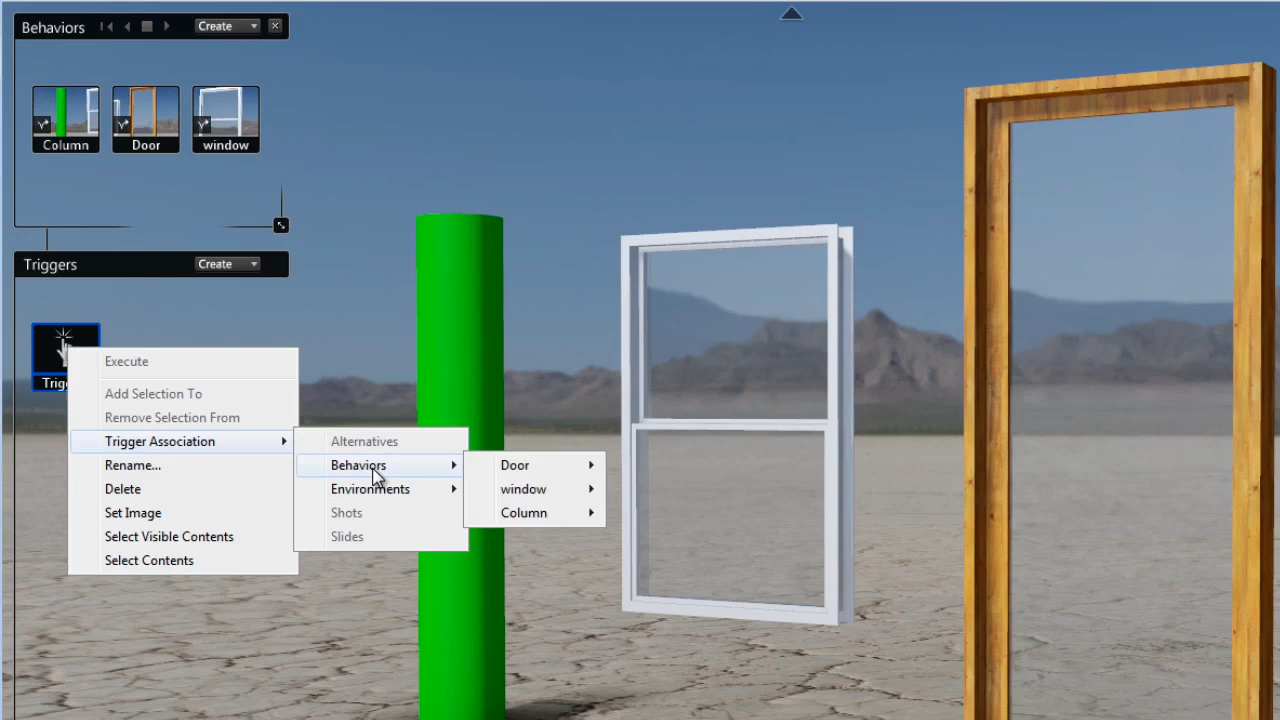 Behaviors
Create
Column
Door
window
Triggers
Create
Execute
Add Selection To
Remove Selection From
Trigger Association
Rename...
Delete
Set Image
Select Visible Contents
Select Contents
Alternatives
Behaviors
Environments
Shots
Slides
Door
window
Column